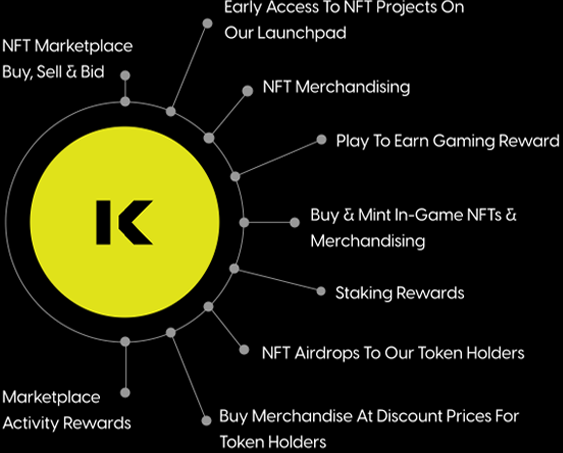 Early Access To NFT Projects On
Our Launchpad
NFT Marketplace
Buy, Sell & Bid
NFT Merchandising
Play To Earn Gaming Reward
K
Buy & Mint In-Game NFTs &
Merchandising
Staking Rewards
NFT Airdrops To Our Token Holders
Marketplace
Activity Rewards
Buy Merchandise At Discount Prices For
Token Holders